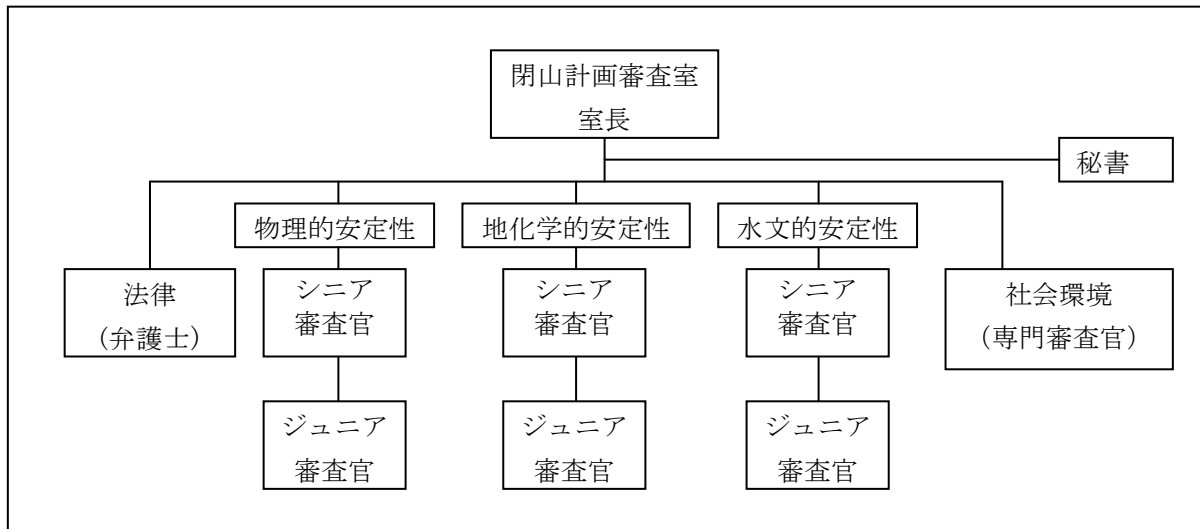 閉山計画審査室
室長
秘書
物理的安定性
地化学的安定性
水文的安定性
法律
（弁護士）
シニア
審査官
シニア
審査官
シニア
審査官
社会環境
（専門審査官）
ジュニア
審査官
ジュニア
審査官
ジュニア
審査官